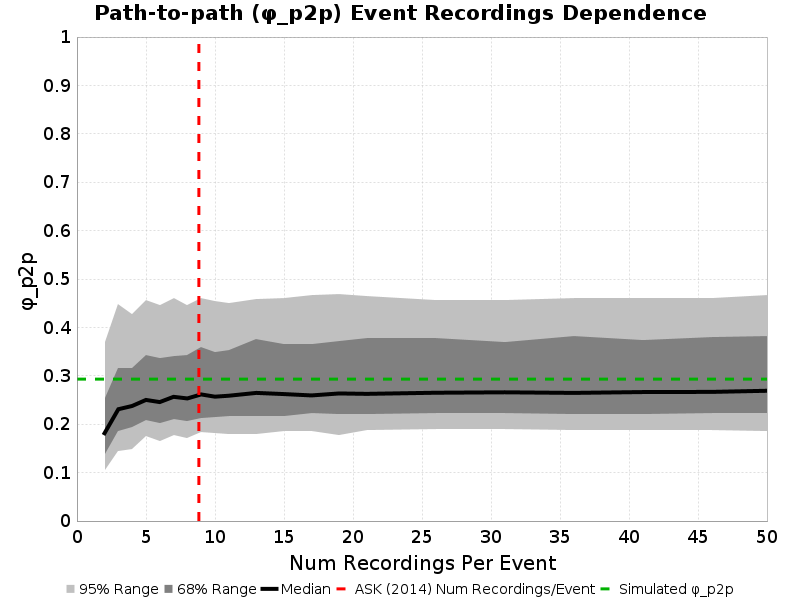 Path-to-path (φ_p2p) Event Recordings Dependence
1
0.9
0.8
0.7
0.6
0.5
0.4
0.3
0.2
0.1
0
φ_p2p
0 5 10 15 20 25 30 35 40 45 50
Num Recordings Per Event
95% Range 68% Range Median ASK (2014) Num Recordings/Event Simulated φ_p2p